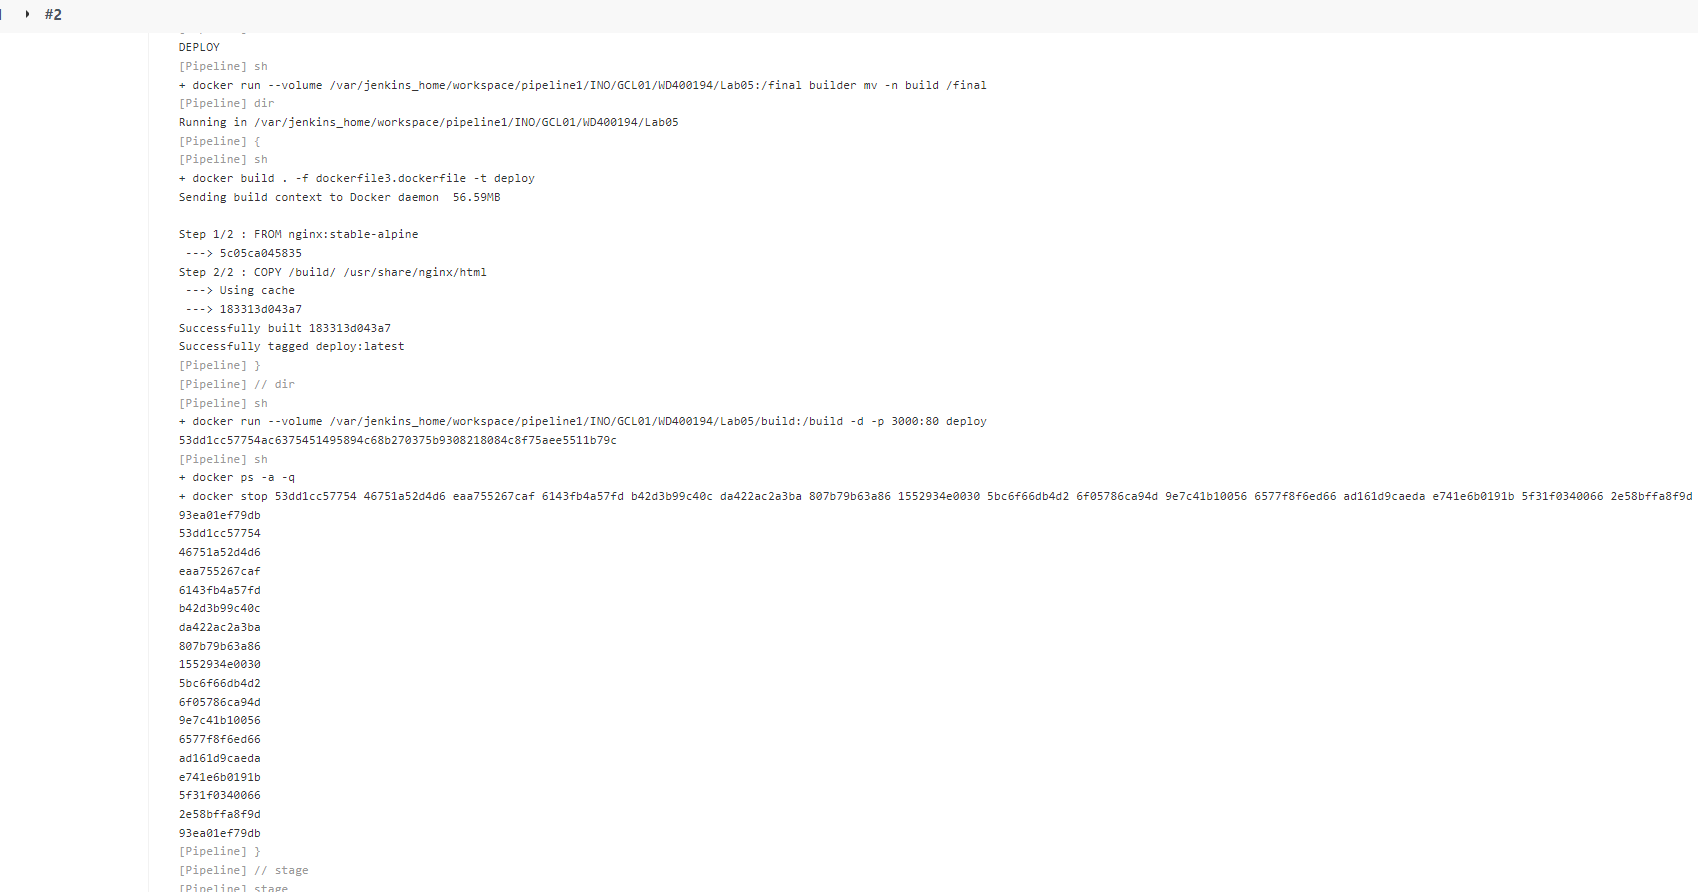 #2
DEPLOY
[Pipeline] sh
+ docker run --volume /var/jenkins_home/workspace/pipeline1/INO/GCL01/WD400194/Lab05:/final builder mv -n build /final
[Pipeline] dir
Running in /var/jenkins_home/workspace/pipeline1/INO/GCL01/WD400194/Lab05
[Pipeline] {
[Pipeline] sh
+ docker build . -f dockerfile3.dockerfile -t deploy
Sending build context to Docker daemon  56.59MB
Step 1/2 : FROM nginx:stable-alpine
 ---> 5c05ca045835
Step 2/2 : COPY /build/ /usr/share/nginx/html
 ---> Using cache
 ---> 183313d043a7
Successfully built 183313d043a7
Successfully tagged deploy:latest
[Pipeline] }
[Pipeline] // dir
[Pipeline] sh
+ docker run --volume /var/jenkins_home/workspace/pipeline1/INO/GCL01/WD400194/Lab05/build:/build -d -p 3000:80 deploy
53dd1cc57754ac6375451495894c68b270375b9308218084c8f75aee5511b79c
[Pipeline] sh
+ docker ps -a -q
+ docker stop 53dd1cc57754 46751a52d4d6 eaa755267caf 6143fb4a57fd b42d3b99c40c da422ac2a3ba 807b79b63a86 1552934e0030 5bc6f66db4d2 6f05786ca94d 9e7c41b10056 6577f8f6ed66 ad161d9caeda e741e6b0191b 5f31f0340066 2e58bffa8f9d
93ea01ef79db
53dd1cc57754
46751a52d4d6
eaa755267caf
6143fb4a57fd
b42d3b99c40c
da422ac2a3ba
807b79b63a86
1552934e0030
5bc6f66db4d2
6f05786ca94d
9e7c41b10056
6577f8f6ed66
ad161d9caeda
e741e6b0191b
5f31f0340066
2e58bffa8f9d
93ea01ef79db
[Pipeline] }
[Pipeline] // stage
[Pipeline] stage